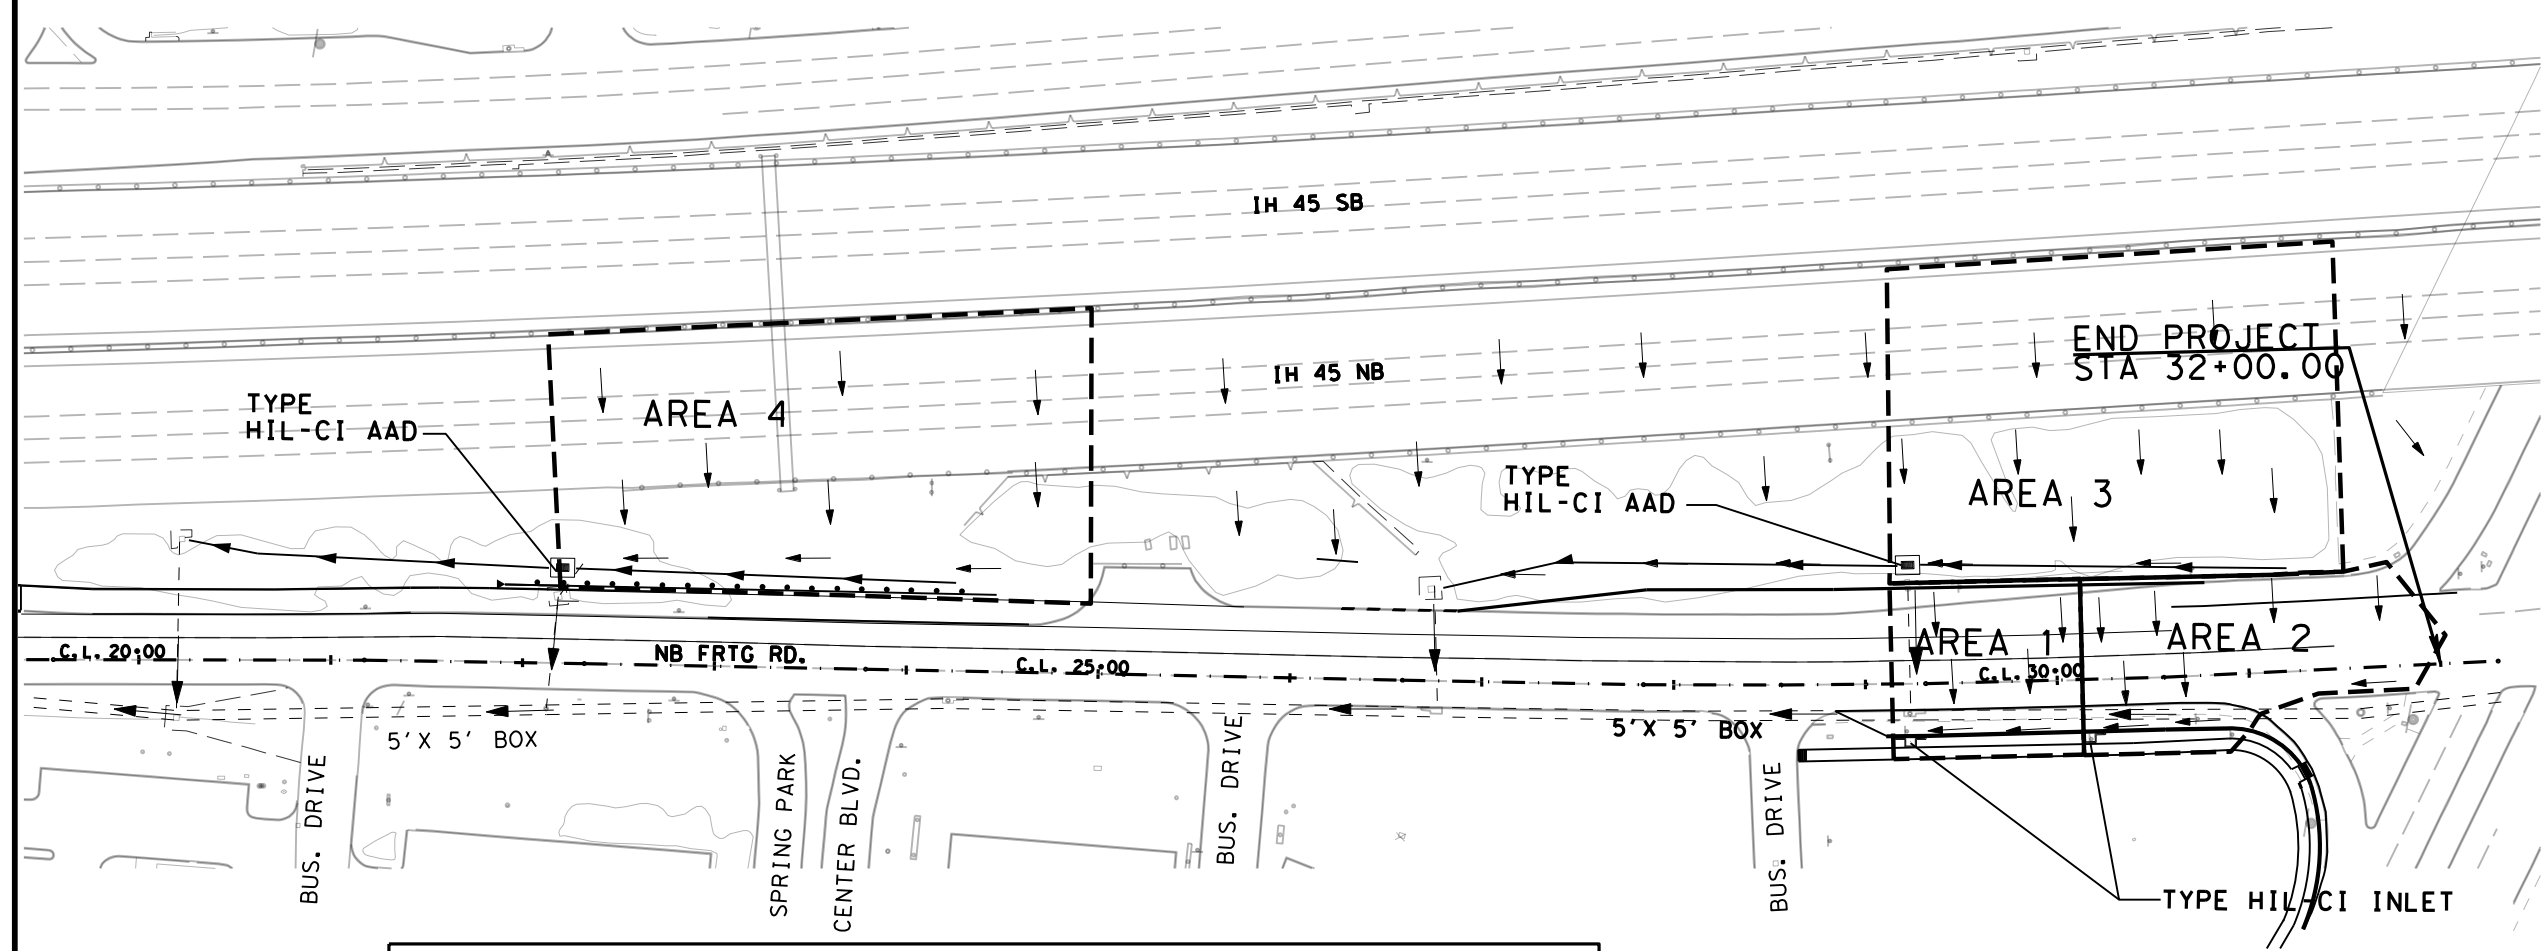 IH 45 SB
END PROJECT
STA 32+00.00
IH 45 NB
TYPE
HIL-CI AAD
AREA 4
TYPE
HIL-CI AAD
AREA 3
AREA 1
AREA 2
C.L. 20+00
NB FRTG RD.
C.L. 25+00
C.L. 30+00
5'X 5' BOX
5'X 5' BOX
BUS. DRIVE
SPRING PARK
CENTER BLVD.
BUS. DRIVE
BUS. DRIVE
TYPE HIL-CI INLET